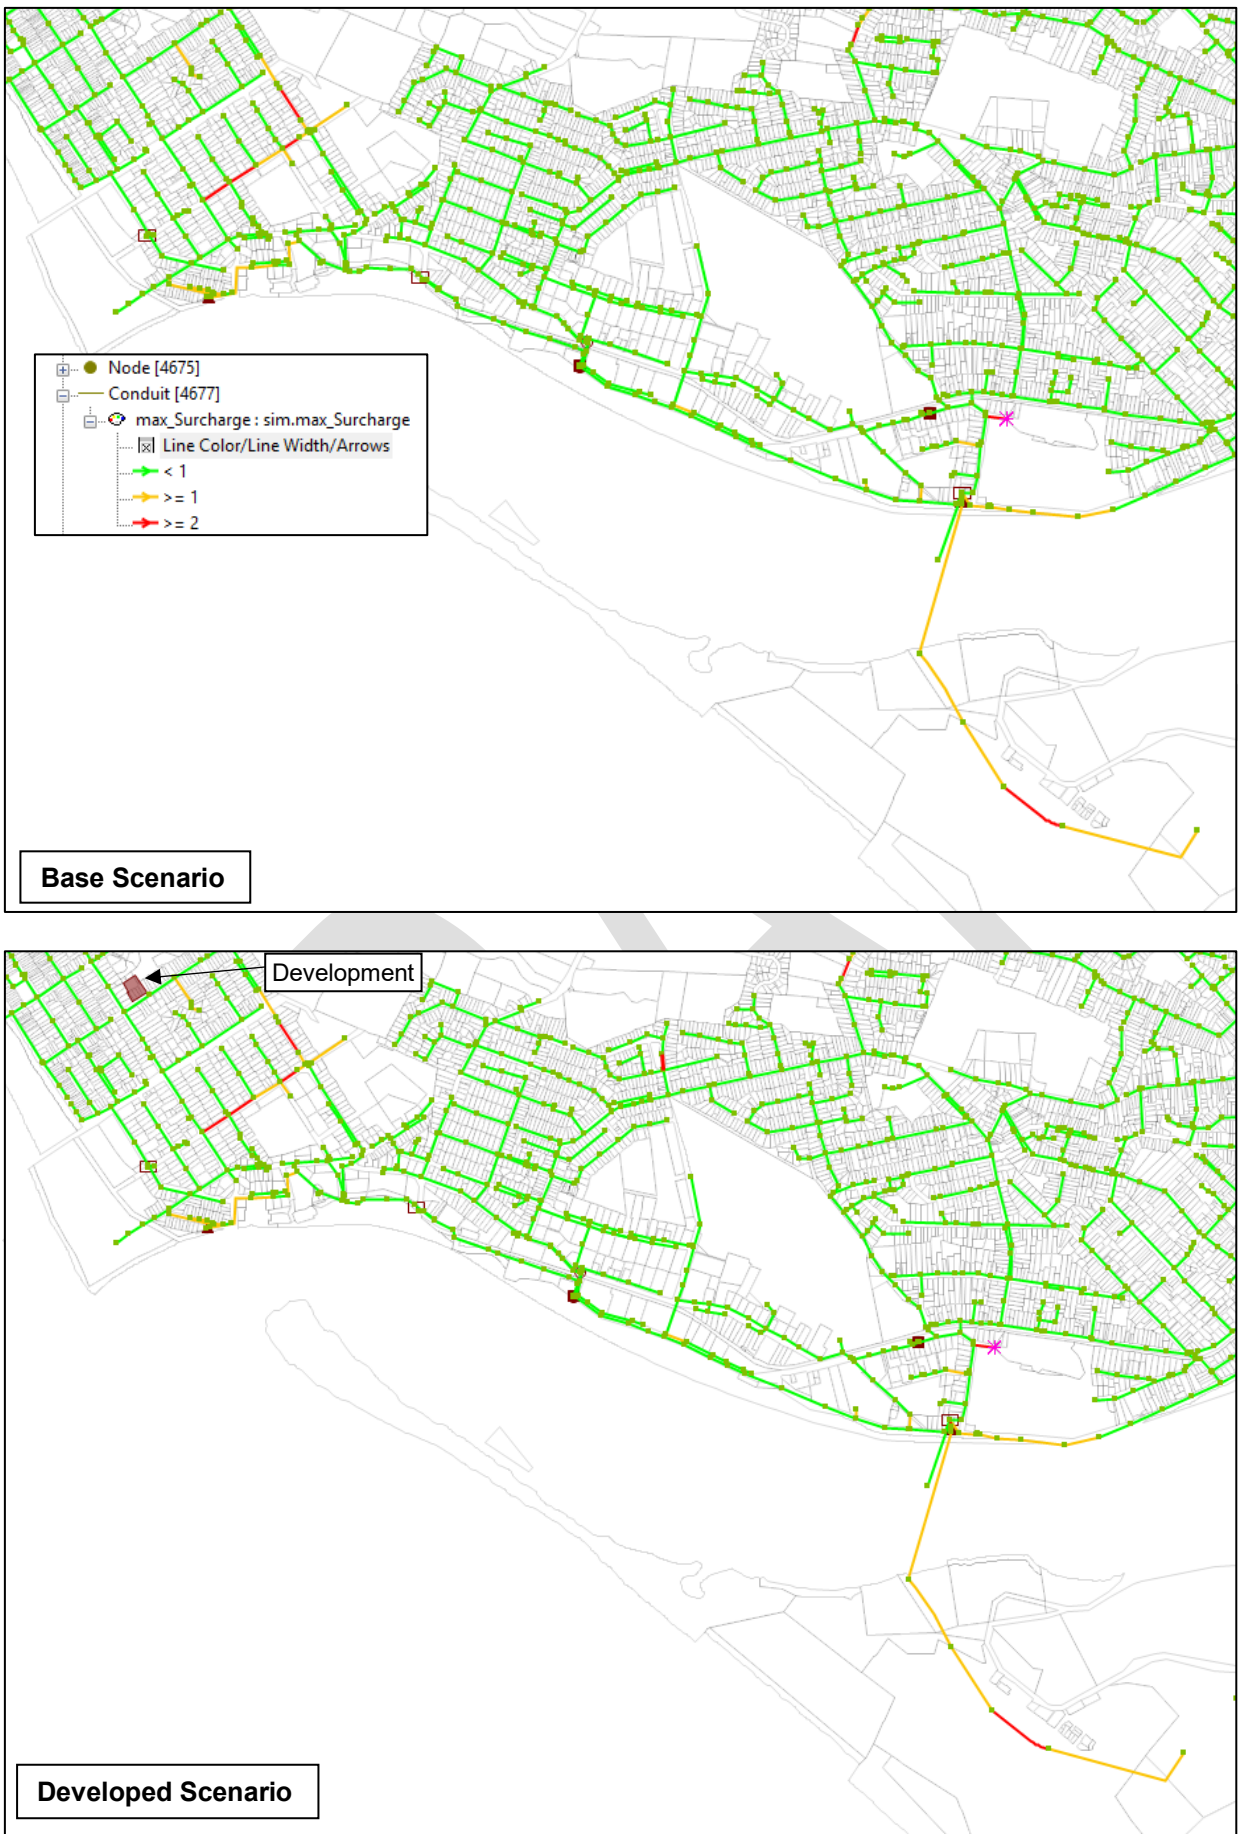 Node [4675]
Conduit [4677]
max_Surcharge : sim.max_Surcharge
Line Color/Line Width/Arrows
< 1
>= 1
>= 2
Base Scenario
Development
Developed Scenario